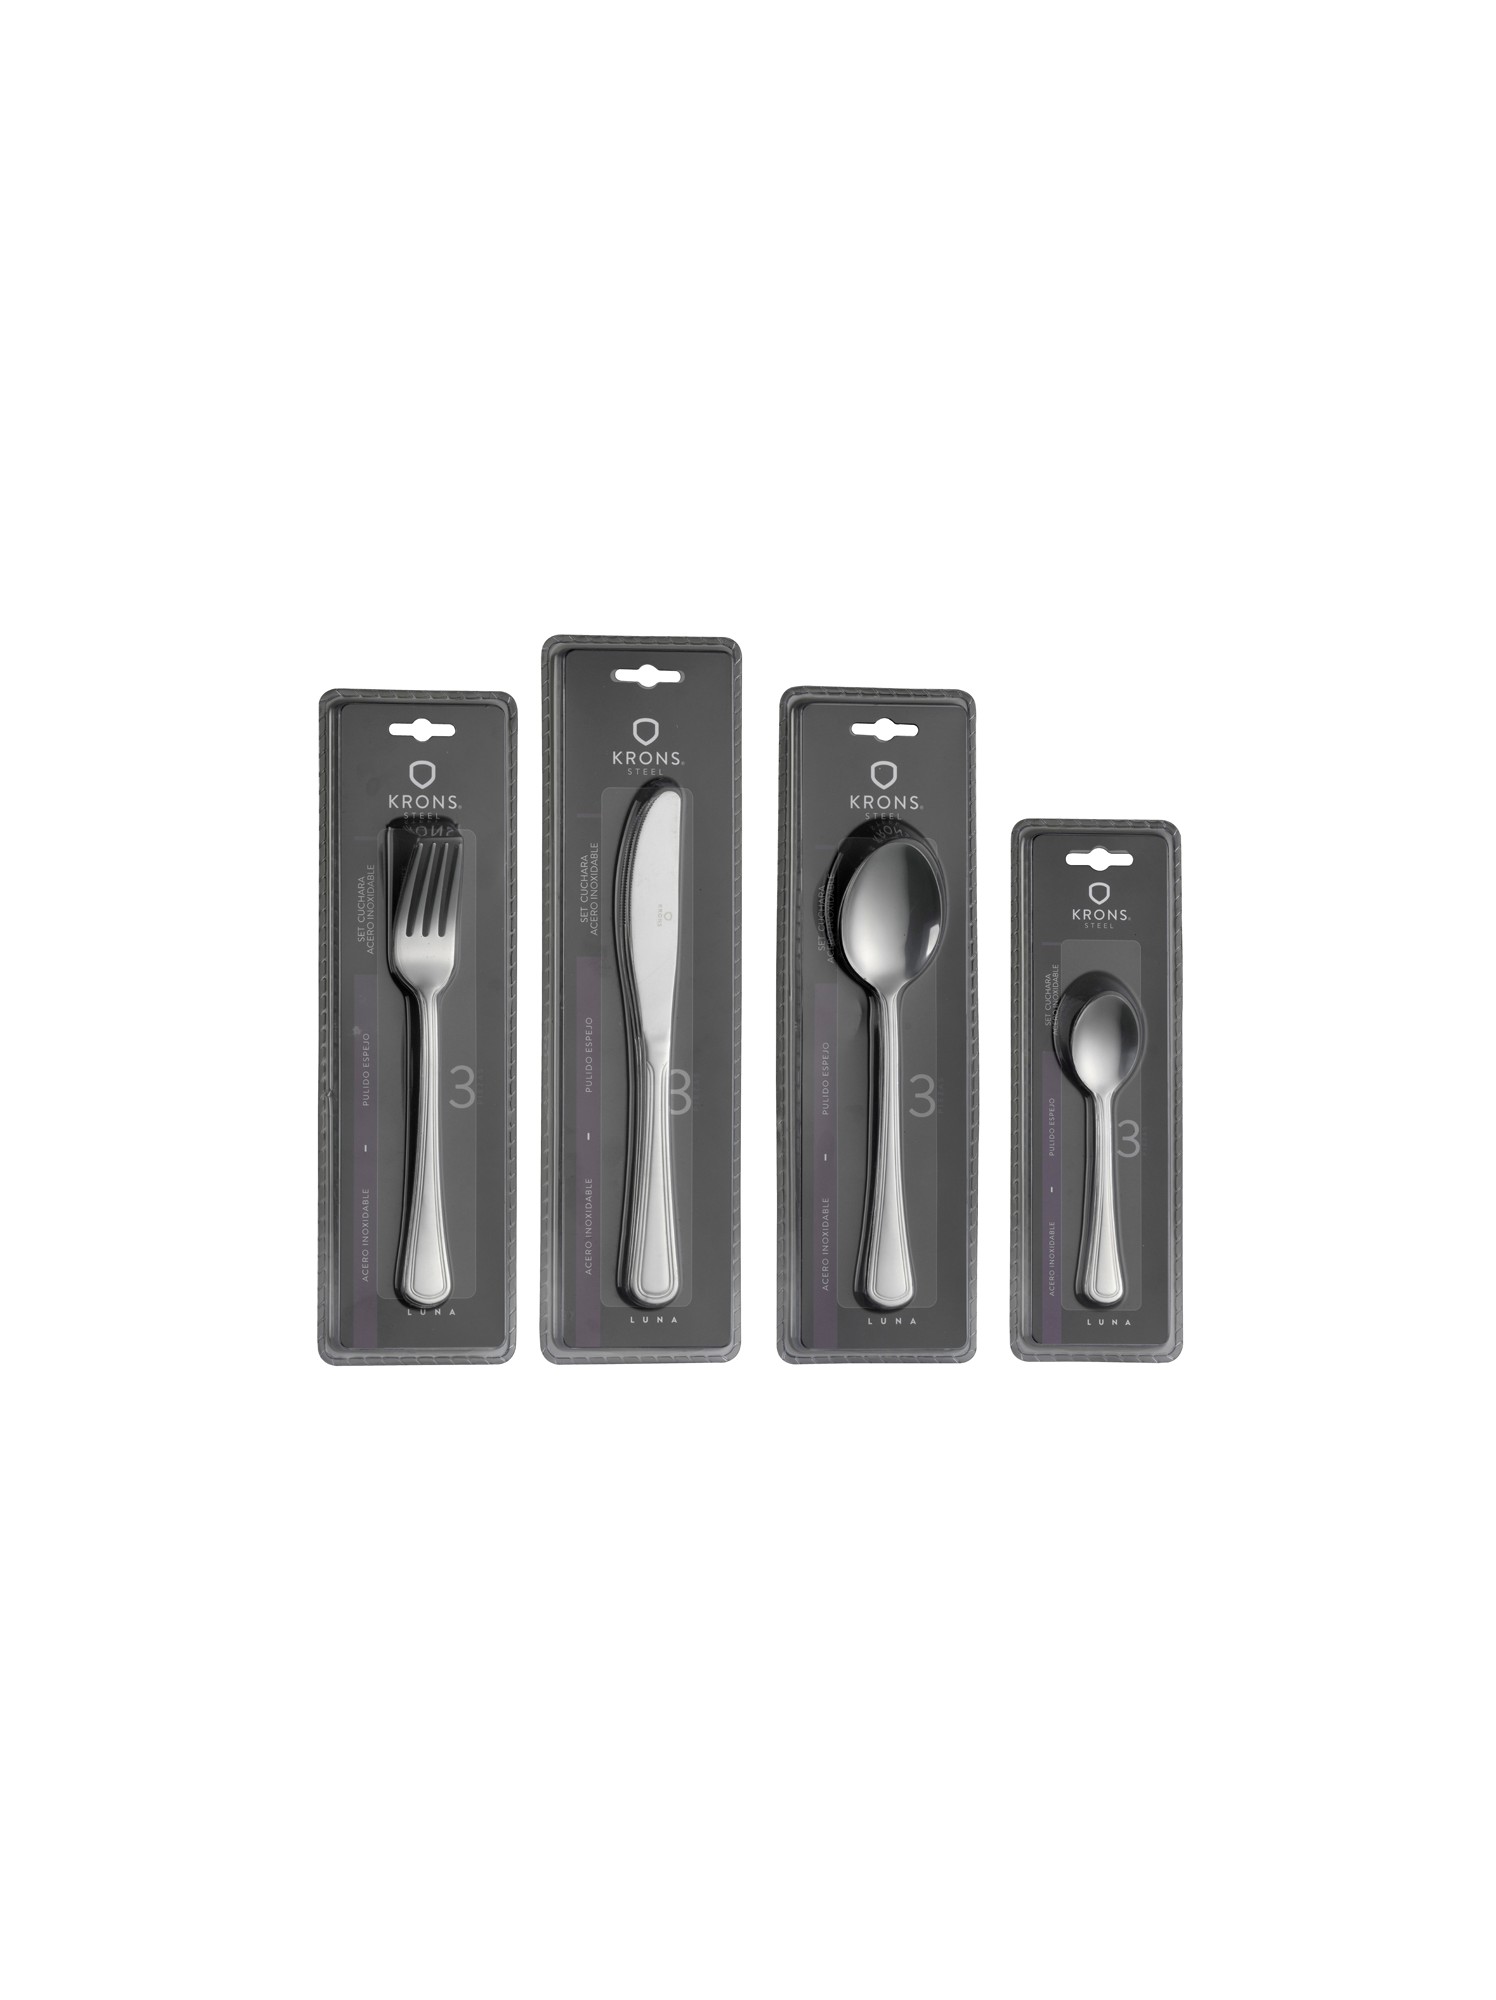 KRONS
STEEL
SET CUCHARA
ACERO INOXIDABLE
ACERO INOXIDABLE - PULIDO ESPEJO
3
LUNA
KRONS
STEEL
SET CUCHARA
ACERO INOXIDABLE
ACERO INOXIDABLE - PULIDO ESPEJO
3
LUNA
KRONS
KRONS
STEEL
SET CUCHARA
ACERO INOXIDABLE
ACERO INOXIDABLE - PULIDO ESPEJO
3
LUNA
KRONS
STEEL
SET CUCHARA
ACERO INOXIDABLE
ACERO INOXIDABLE - PULIDO ESPEJO
3
LUNA